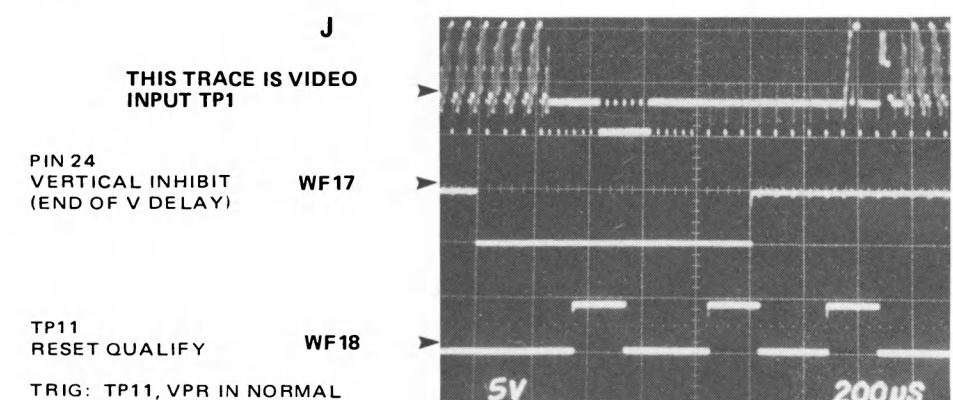 J
THIS TRACE IS VIDEO
INPUT TP1
PIN 24
VERTICAL INHIBIT
(END OF V DELAY)
WF17
TP11
RESET QUALIFY
WF18
TRIG: TP11, VPR IN NORMAL
5V
200µS